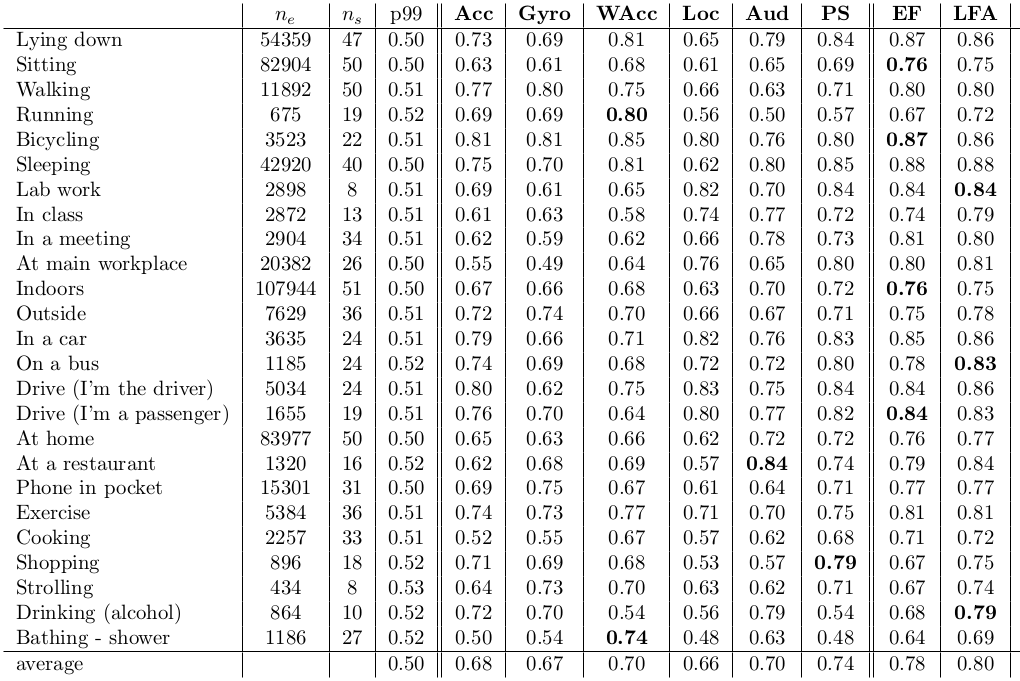 n_e n_s p99 Acc Gyro WAcc Loc Aud PS EF LFA
Lying down 54359 47 0.50 0.73 0.69 0.81 0.65 0.79 0.84 0.87 0.86
Sitting 82904 50 0.50 0.63 0.61 0.68 0.61 0.65 0.69 0.76 0.75
Walking 11892 50 0.51 0.77 0.80 0.75 0.66 0.63 0.71 0.80 0.80
Running 675 19 0.52 0.69 0.69 0.80 0.56 0.50 0.57 0.67 0.72
Bicycling 3523 22 0.51 0.81 0.81 0.85 0.80 0.76 0.80 0.87 0.86
Sleeping 42920 40 0.50 0.75 0.70 0.81 0.62 0.80 0.85 0.88 0.88
Lab work 2898 8 0.51 0.69 0.61 0.65 0.82 0.70 0.84 0.84 0.84
In class 2872 13 0.51 0.61 0.63 0.58 0.74 0.77 0.72 0.74 0.79
In a meeting 2904 34 0.51 0.62 0.59 0.62 0.66 0.78 0.73 0.81 0.80
At main workplace 20382 26 0.50 0.55 0.49 0.64 0.76 0.65 0.80 0.80 0.81
Indoors 107944 51 0.50 0.67 0.66 0.68 0.63 0.70 0.72 0.76 0.75
Outside 7629 36 0.51 0.72 0.74 0.70 0.66 0.67 0.71 0.75 0.78
In a car 3635 24 0.51 0.79 0.66 0.71 0.82 0.76 0.83 0.85 0.86
On a bus 1185 24 0.52 0.74 0.69 0.68 0.72 0.72 0.80 0.78 0.83
Drive (I'm the driver) 5034 24 0.51 0.80 0.62 0.75 0.83 0.75 0.84 0.84 0.86
Drive (I'm a passenger) 1655 19 0.51 0.76 0.70 0.64 0.80 0.77 0.82 0.84 0.83
At home 83977 50 0.50 0.65 0.63 0.66 0.62 0.72 0.72 0.76 0.77
At a restaurant 1320 16 0.52 0.62 0.68 0.69 0.57 0.84 0.74 0.79 0.84
Phone in pocket 15301 31 0.50 0.69 0.75 0.67 0.61 0.64 0.71 0.77 0.77
Exercise 5384 36 0.51 0.74 0.73 0.77 0.71 0.70 0.75 0.81 0.81
Cooking 2257 33 0.51 0.52 0.55 0.67 0.57 0.62 0.68 0.71 0.72
Shopping 896 18 0.52 0.71 0.69 0.68 0.53 0.57 0.79 0.67 0.75
Strolling 434 8 0.53 0.64 0.73 0.70 0.63 0.62 0.71 0.67 0.74
Drinking (alcohol) 864 10 0.52 0.72 0.70 0.54 0.56 0.79 0.54 0.68 0.79
Bathing - shower 1186 27 0.52 0.50 0.54 0.74 0.48 0.63 0.48 0.64 0.69
average 0.50 0.68 0.67 0.70 0.66 0.70 0.74 0.78 0.80